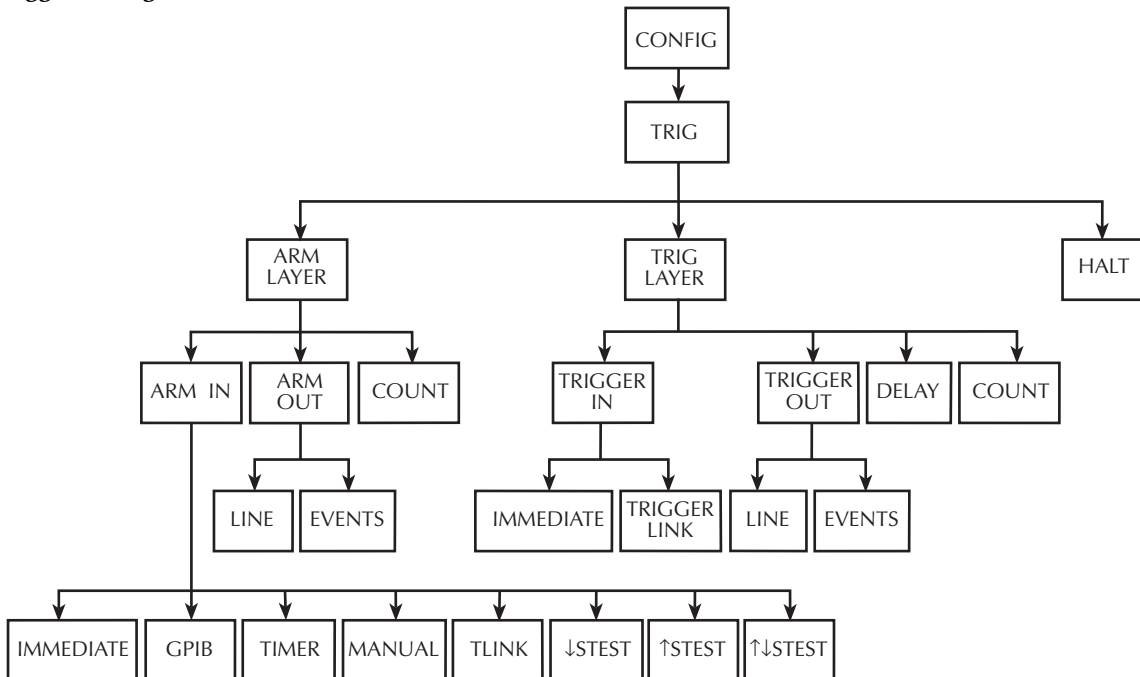 CONFIG
TRIG
ARM
LAYER
TRIG
LAYER
HALT
ARM IN
ARM
OUT
COUNT
TRIGGER
IN
TRIGGER
OUT
DELAY
COUNT
LINE
EVENTS
IMMEDIATE
TRIGGER
LINK
LINE
EVENTS
IMMEDIATE
GPIB
TIMER
MANUAL
TLINK
↓STEST
↑STEST
↑↓STEST